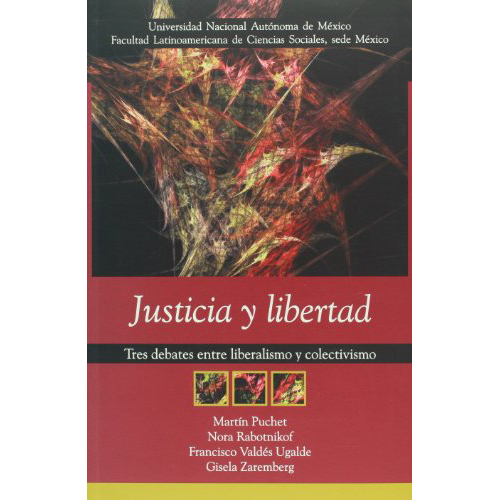 Universidad Nacional Autónoma de México
Facultad Latinoamericana de Ciencias Sociales, sede México
Justicia y libertad
Tres debates entre liberalismo y colectivismo
Martín Puchet
Nora Rabotnikof
Francisco Valdés Ugalde
Gisela Zaremberg